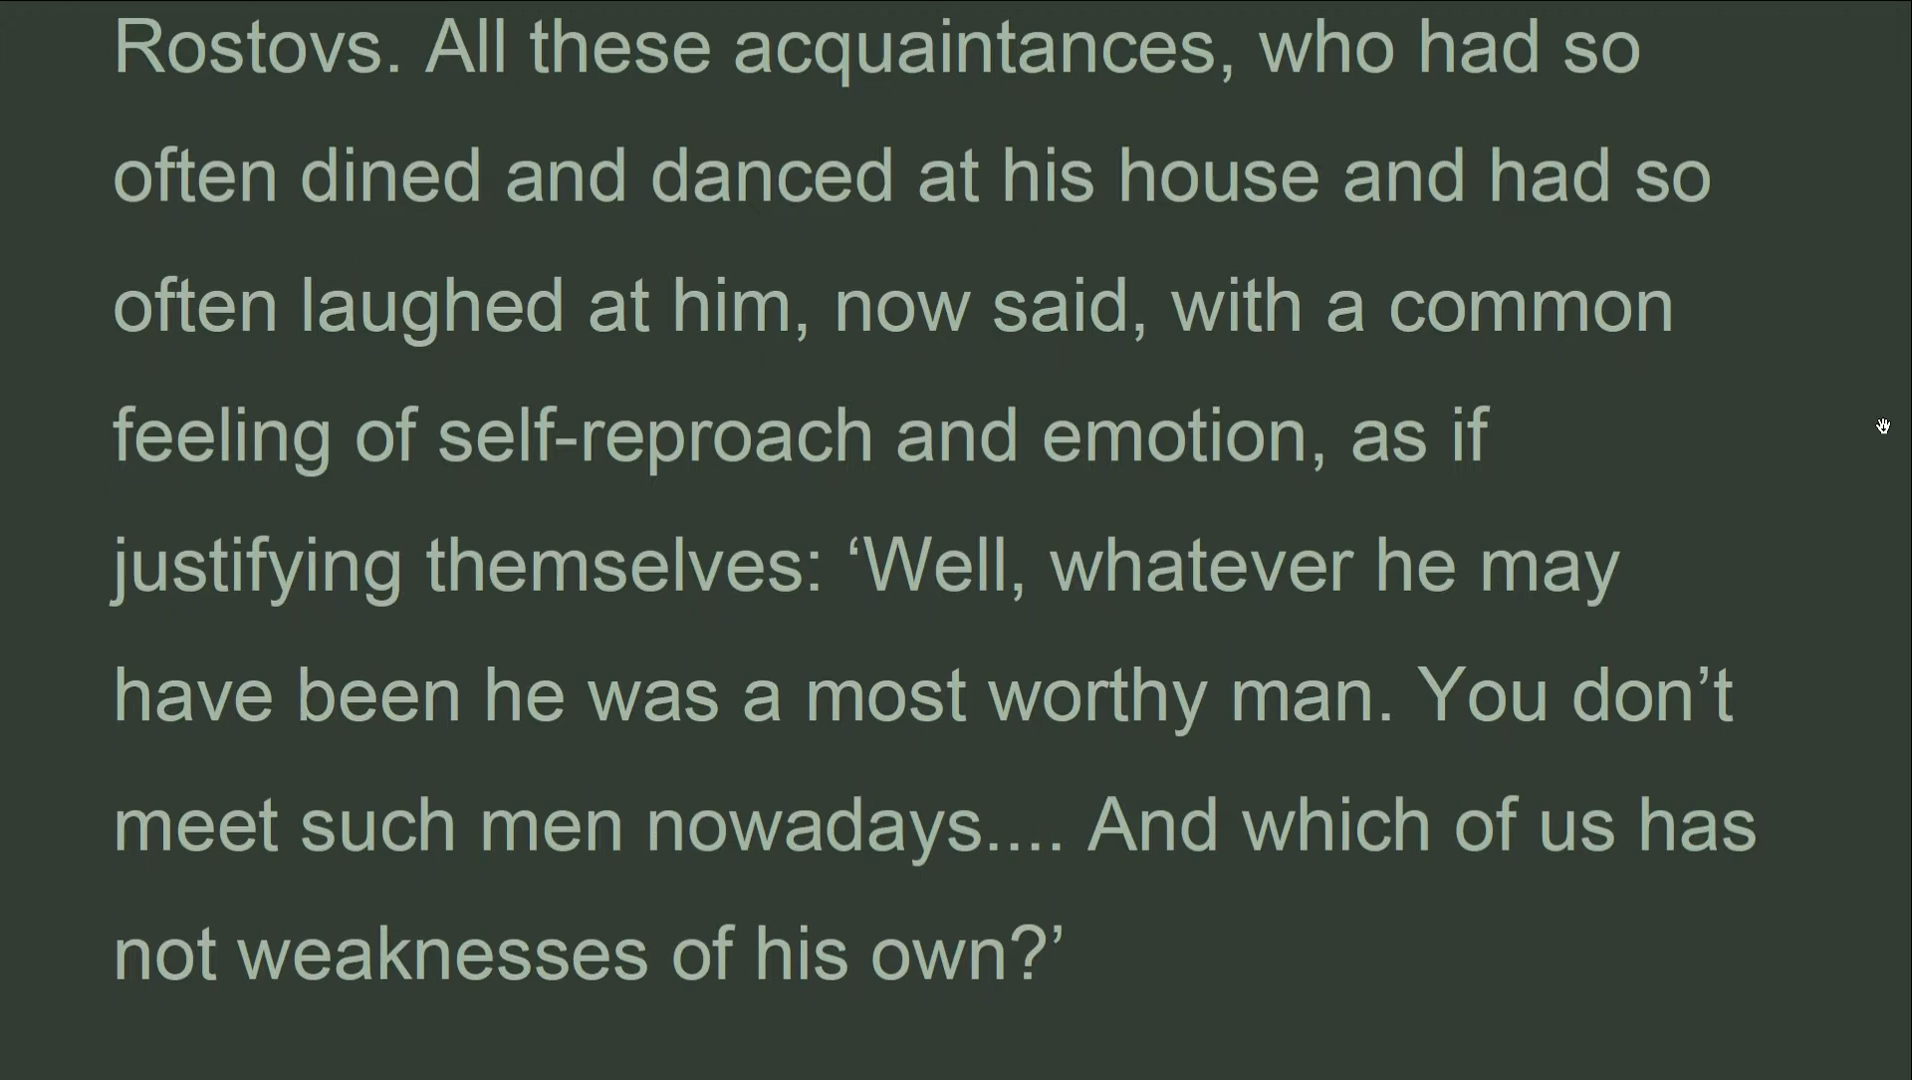 Rostovs. All these acquaintances, who had so
often dined and danced at his house and had so
often laughed at him, now said, with a common
feeling of self-reproach and emotion, as if
justifying themselves: ‘Well, whatever he may
have been he was a most worthy man. You don’t
meet such men nowadays.... And which of us has
not weaknesses of his own?’